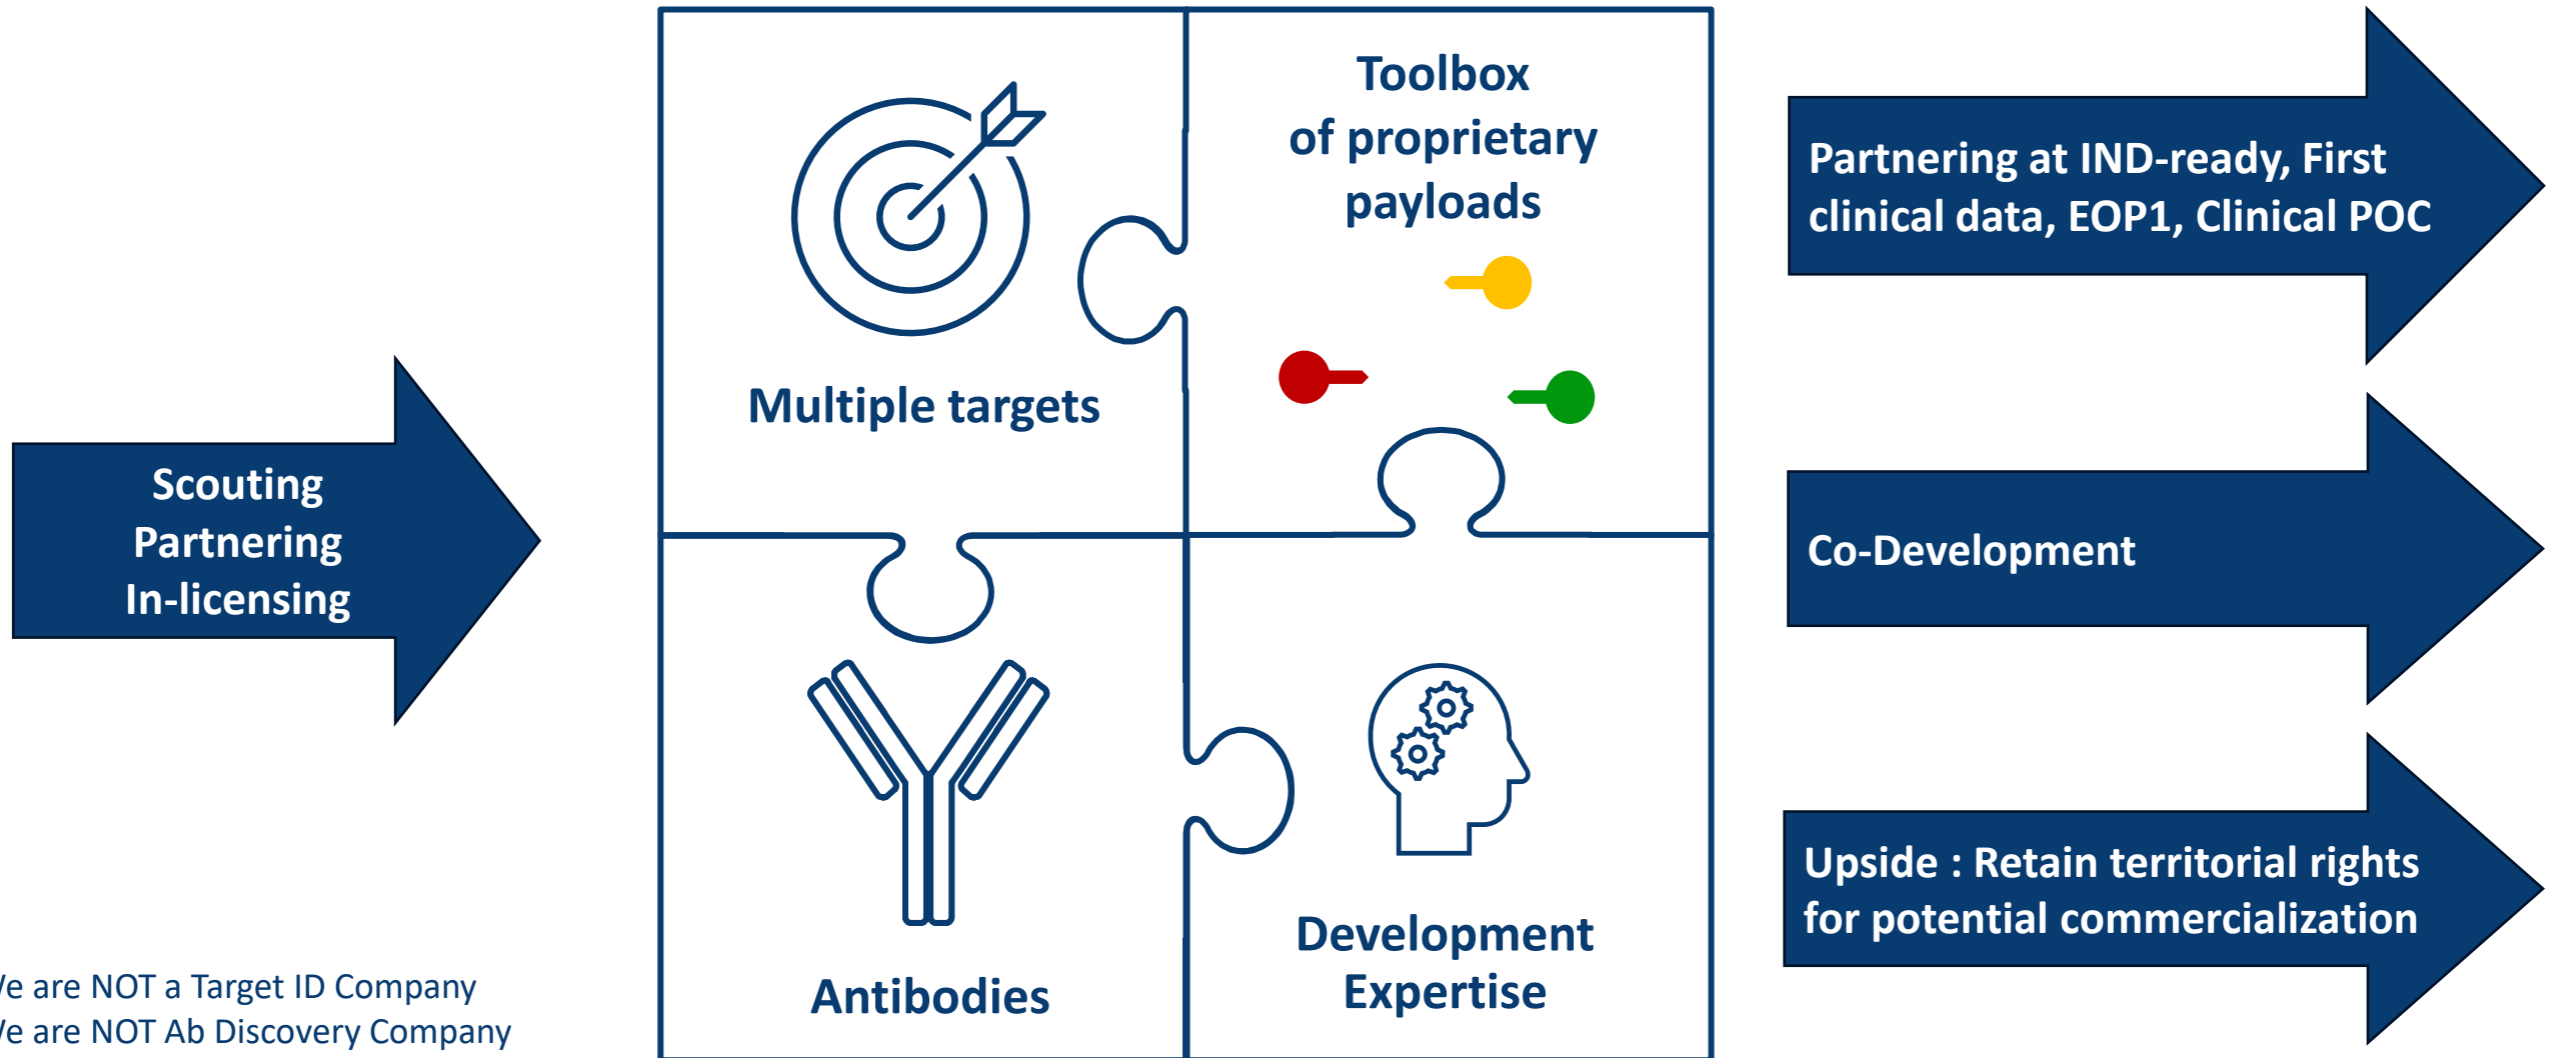 Scouting
Partnering
In-licensing
Multiple targets
Toolbox
of proprietary
payloads
Antibodies
Development
Expertise
Partnering at IND-ready, First
clinical data, EOP1, Clinical POC
Co-Development
Upside : Retain territorial rights
for potential commercialization
We are NOT a Target ID Company
We are NOT Ab Discovery Company